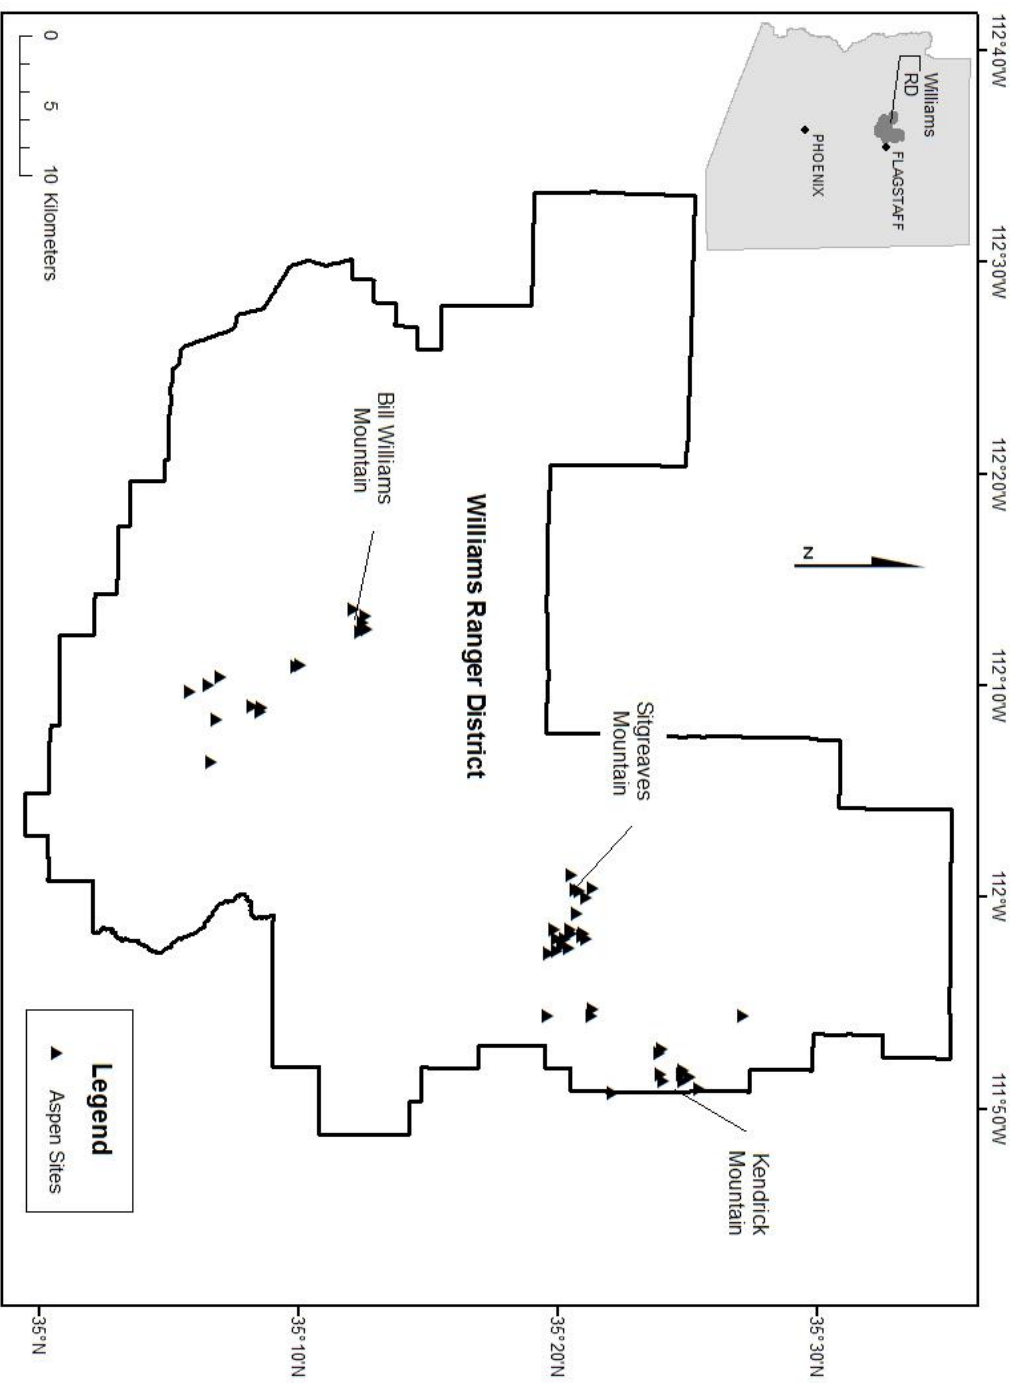 112°40'W
112°30'W
112°20'W
112°10'W
112°W
111°50'W
Williams
RD
FLAGSTAFF
PHOENIX
N
Kendrick
Mountain
Sitgreaves
Mountain
Williams Ranger District
Bill Williams
Mountain
Legend
Aspen Sites
0 5 10 Kilometers
35°30'N
35°20'N
35°10'N
35°N